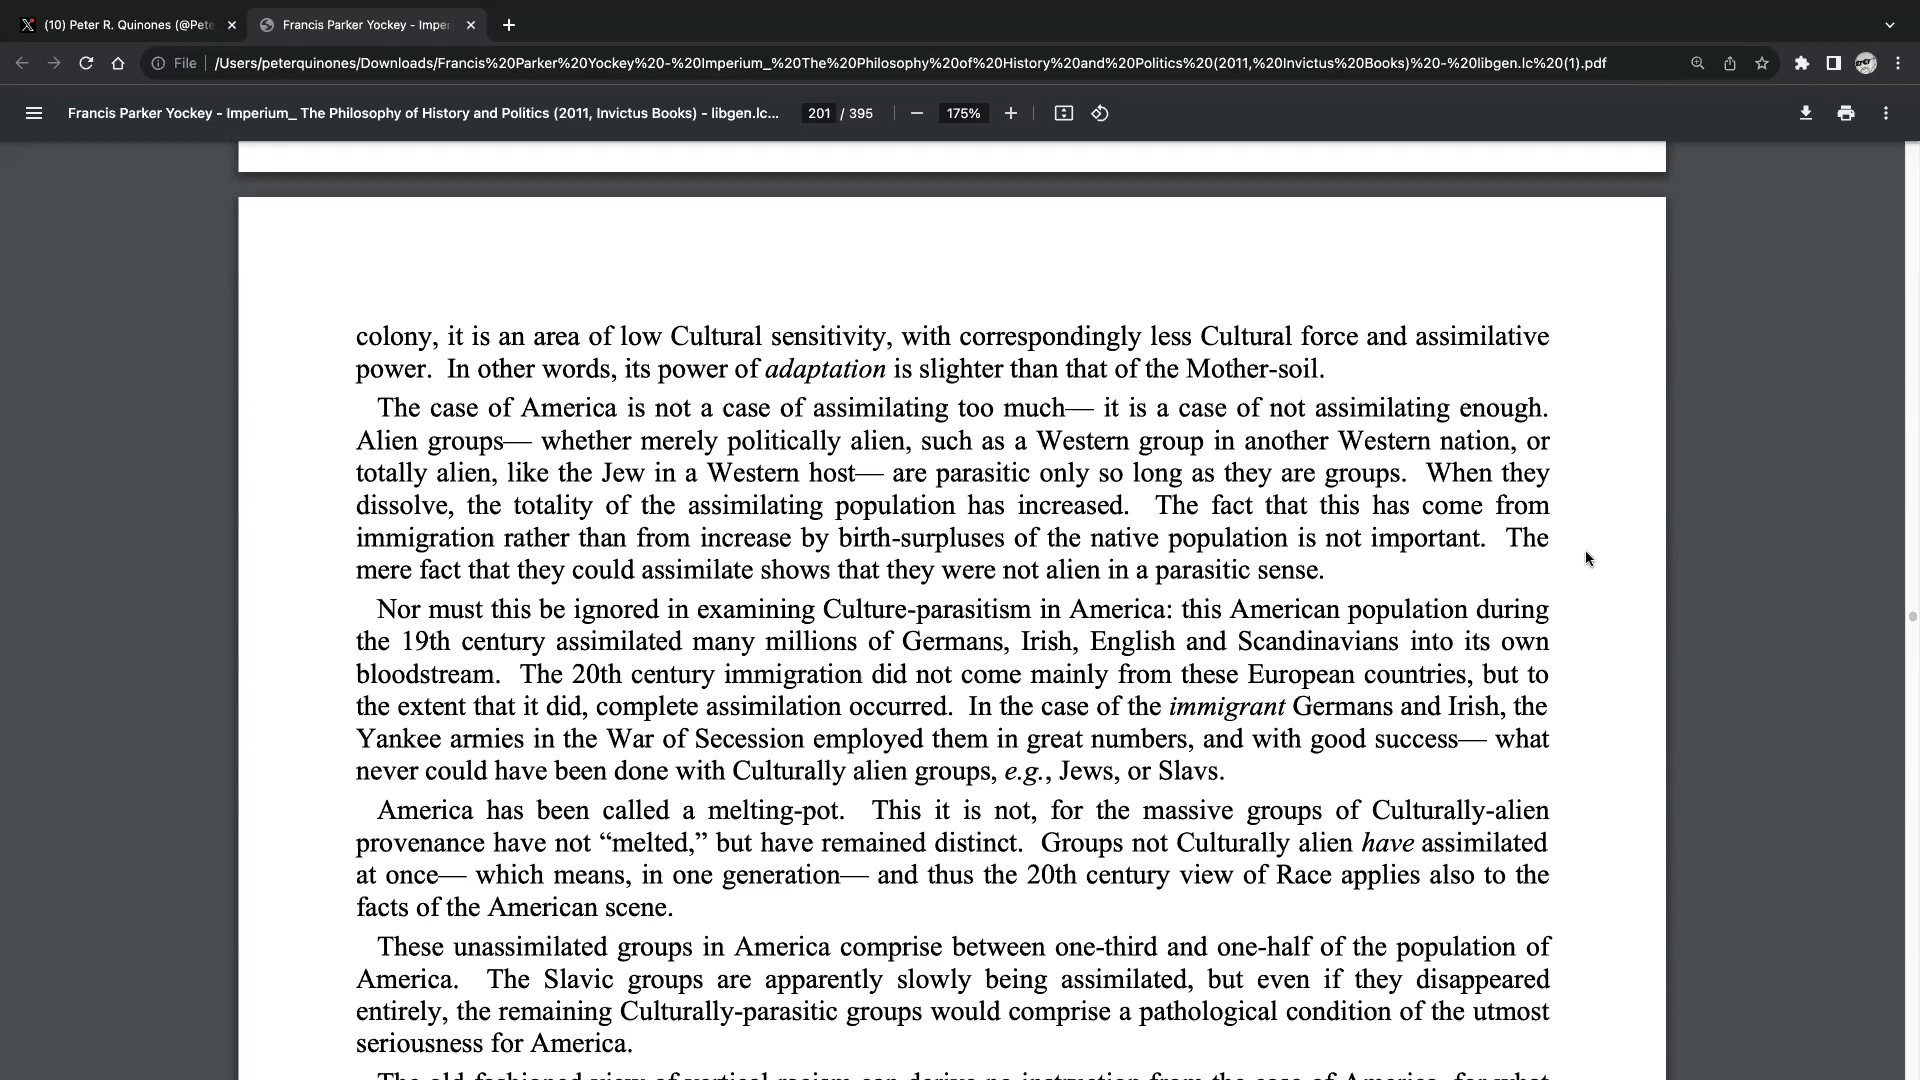 (10) Peter R. Quinones (@Pete
Francis Parker Yockey - Impe
File
/Users/peterquinones/Downloads/Francis%20Parker%20Yockey%20-%20Imperium_%20The%20Philosophy%20of%20History%20and%20Politics%20(2011,%20Invictus%20Books)%20-%20libgen.lc%20(1).pdf
Francis Parker Yockey - Imperium_ The Philosophy of History and Politics (2011, Invictus Books) - libgen.lc...
201 / 395
175%
colony, it is an area of low Cultural sensitivity, with correspondingly less Cultural force and assimilative
power. In other words, its power of adaptation is slighter than that of the Mother-soil.
The case of America is not a case of assimilating too much— it is a case of not assimilating enough.
Alien groups— whether merely politically alien, such as a Western group in another Western nation, or
totally alien, like the Jew in a Western host— are parasitic only so long as they are groups. When they
dissolve, the totality of the assimilating population has increased. The fact that this has come from
immigration rather than from increase by birth-surpluses of the native population is not important. The
mere fact that they could assimilate shows that they were not alien in a parasitic sense.
Nor must this be ignored in examining Culture-parasitism in America: this American population during
the 19th century assimilated many millions of Germans, Irish, English and Scandinavians into its own
bloodstream. The 20th century immigration did not come mainly from these European countries, but to
the extent that it did, complete assimilation occurred. In the case of the immigrant Germans and Irish, the
Yankee armies in the War of Secession employed them in great numbers, and with good success— what
never could have been done with Culturally alien groups, e.g., Jews, or Slavs.
America has been called a melting-pot. This it is not, for the massive groups of Culturally-alien
provenance have not “melted,” but have remained distinct. Groups not Culturally alien have assimilated
at once— which means, in one generation— and thus the 20th century view of Race applies also to the
facts of the American scene.
These unassimilated groups in America comprise between one-third and one-half of the population of
America. The Slavic groups are apparently slowly being assimilated, but even if they disappeared
entirely, the remaining Culturally-parasitic groups would comprise a pathological condition of the utmost
seriousness for America.
The old-fashioned view of vertical racism can derive no instruction from the case of America, for what